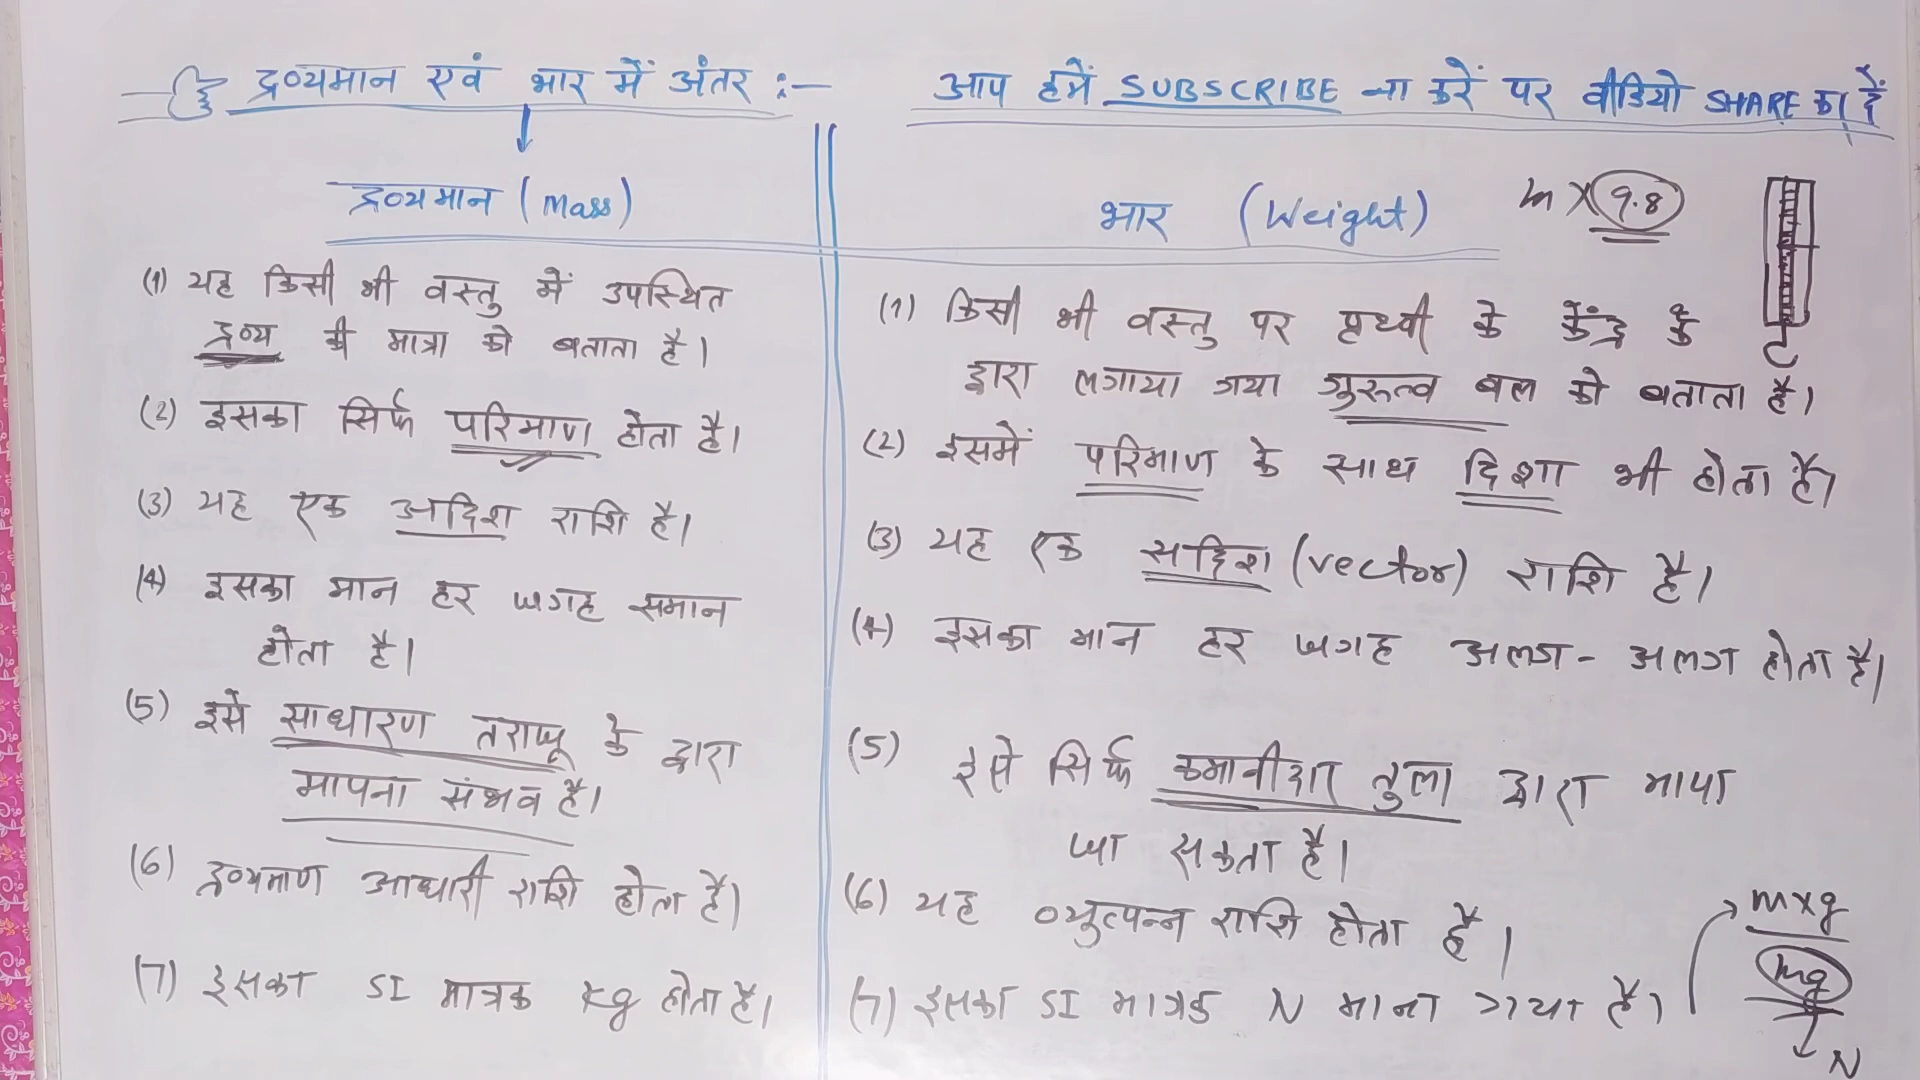 द्रव्यमान एवं भार में अंतर :-
आप हमें SUBSCRIBE ना करें पर वीडियो SHARE कर दें
द्रव्यमान (Mass)
(1) यह किसी भी वस्तु में उपस्थित
द्रव्य की मात्रा को बताता है।
(2) इसका सिर्फ परिमाण होता है।
(3) यह एक अदिश राशि है।
(4) इसका मान हर जगह समान
होता है।
(5) इसे साधारण तराजू के द्वारा
मापना संभव है।
(6) द्रव्यमाण आधारी राशि होता है।
(7) इसका SI मात्रक kg होता है।
भार (Weight)
m × 9.8
(1) किसी भी वस्तु पर पृथ्वी के केंद्र के
द्वारा लगाया गया गुरुत्व बल को बताता है।
(2) इसमें परिमाण के साथ दिशा भी होता है।
(3) यह एक सदिश (vector) राशि है।
(4) इसका मान हर जगह अलग - अलग होता है।
(5) इसे सिर्फ कमानीदार तुला द्वारा मापा
जा सकता है।
(6) यह व्युत्पन्न राशि होता है।
(7) इसका SI मात्रक N माना गया है।
m×g
mg
N